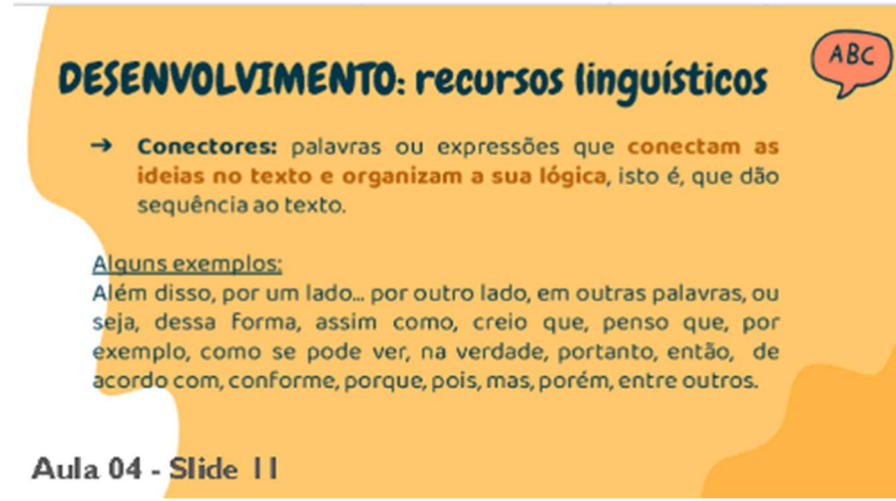 DESENVOLVIMENTO: recursos linguísticos
ABC
→ Conectores: palavras ou expressões que conectam as
ideias no texto e organizam a sua lógica, isto é, que dão
sequência ao texto.
Alguns exemplos:
Além disso, por um lado... por outro lado, em outras palavras, ou
seja, dessa forma, assim como, creio que, penso que, por
exemplo, como se pode ver, na verdade, portanto, então, de
acordo com, conforme, porque, pois, mas, porém, entre outros.
Aula 04 - Slide 11